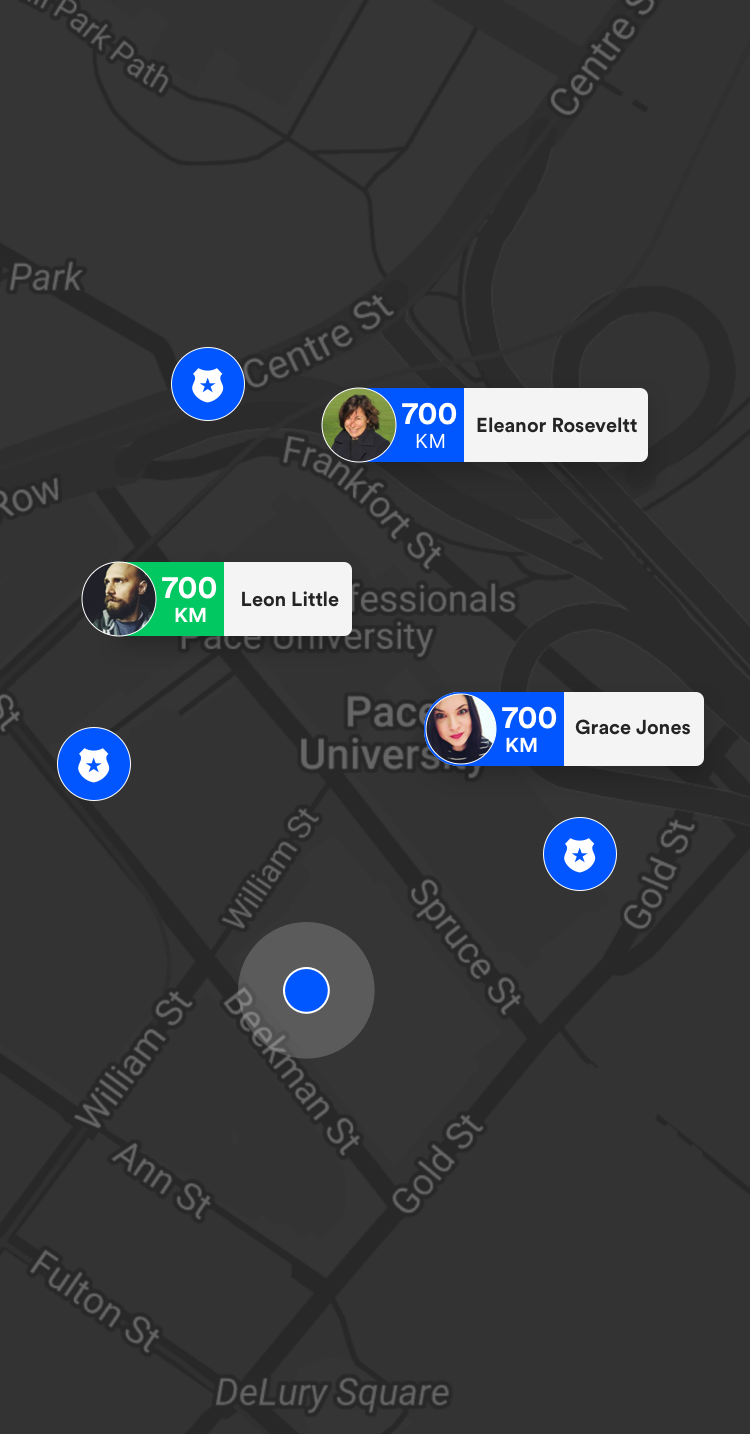 Park Path
Centre S
Park
Centre St
700
KM
Eleanor Roseveltt
Frankfort St
Row
700
KM
Leon Little
fessionals
Pace University
St
Pace
University
700
KM
Grace Jones
William St
Gold St
Spruce St
William St
Beekman St
Ann St
Gold St
Fulton St
DeLury Square